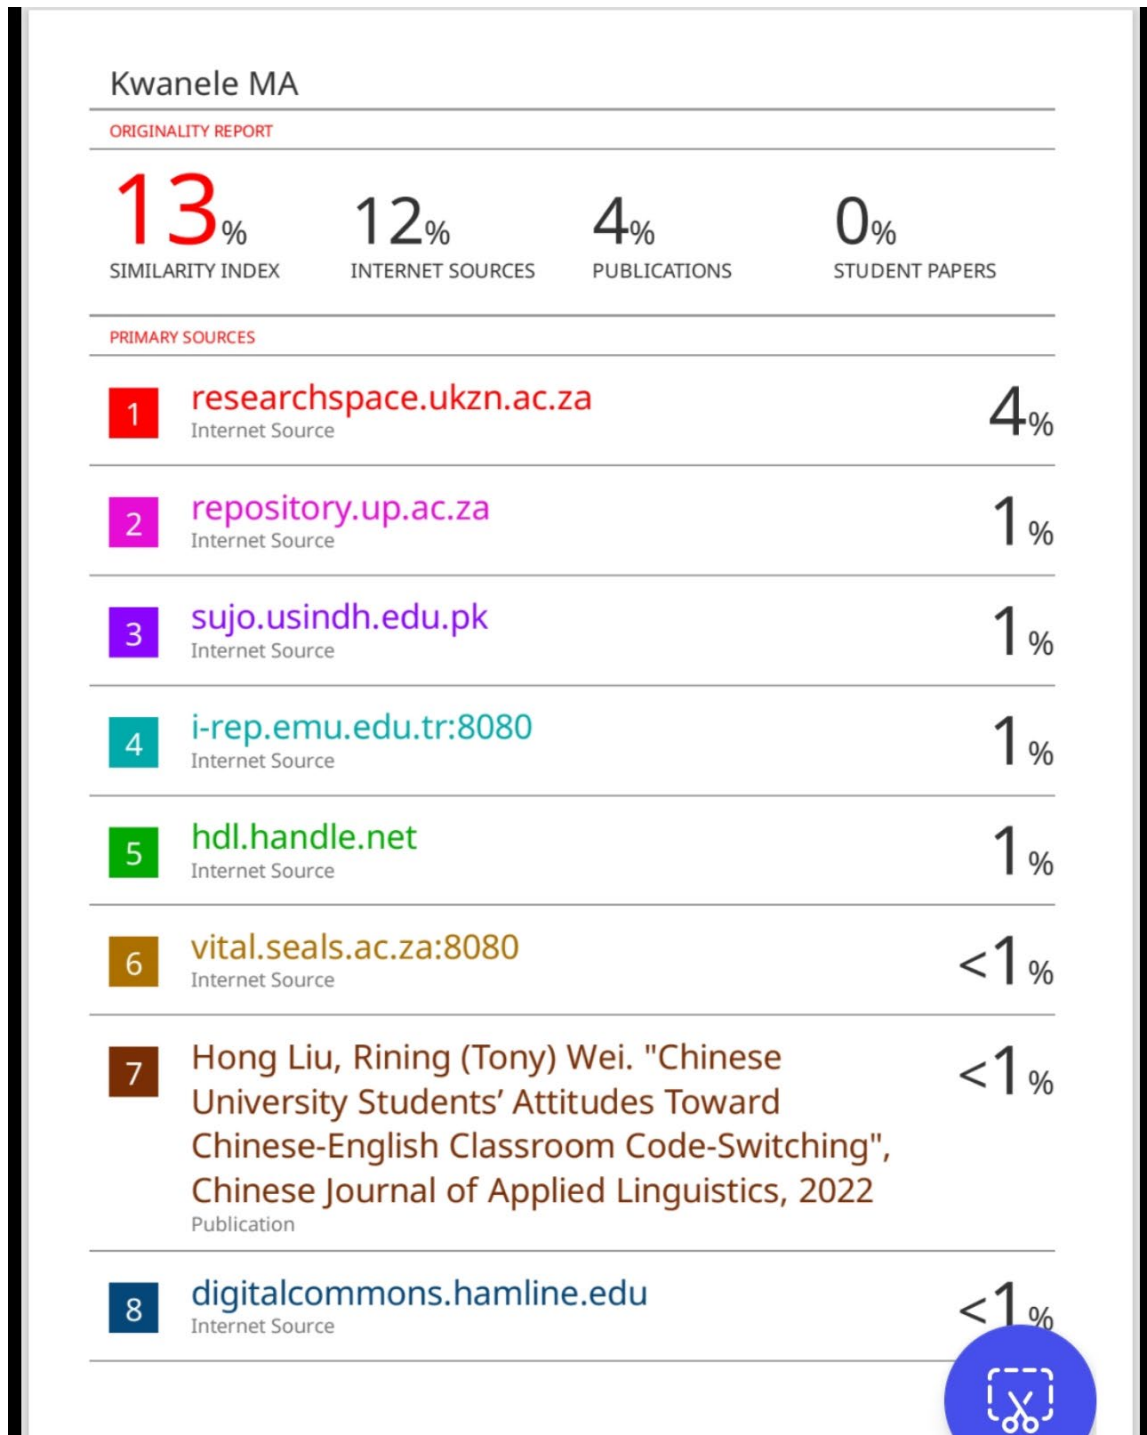 Kwanele MA
ORIGINALITY REPORT
13%
SIMILARITY INDEX
12%
INTERNET SOURCES
4%
PUBLICATIONS
0%
STUDENT PAPERS
PRIMARY SOURCES
1
researchspace.ukzn.ac.za
Internet Source
4%
2
repository.up.ac.za
Internet Source
1%
3
sujo.usindh.edu.pk
Internet Source
1%
4
i-rep.emu.edu.tr:8080
Internet Source
1%
5
hdl.handle.net
Internet Source
1%
6
vital.seals.ac.za:8080
Internet Source
<1%
7
Hong Liu, Rining (Tony) Wei. "Chinese
University Students’ Attitudes Toward
Chinese-English Classroom Code-Switching",
Chinese Journal of Applied Linguistics, 2022
Publication
<1%
8
digitalcommons.hamline.edu
Internet Source
<1%